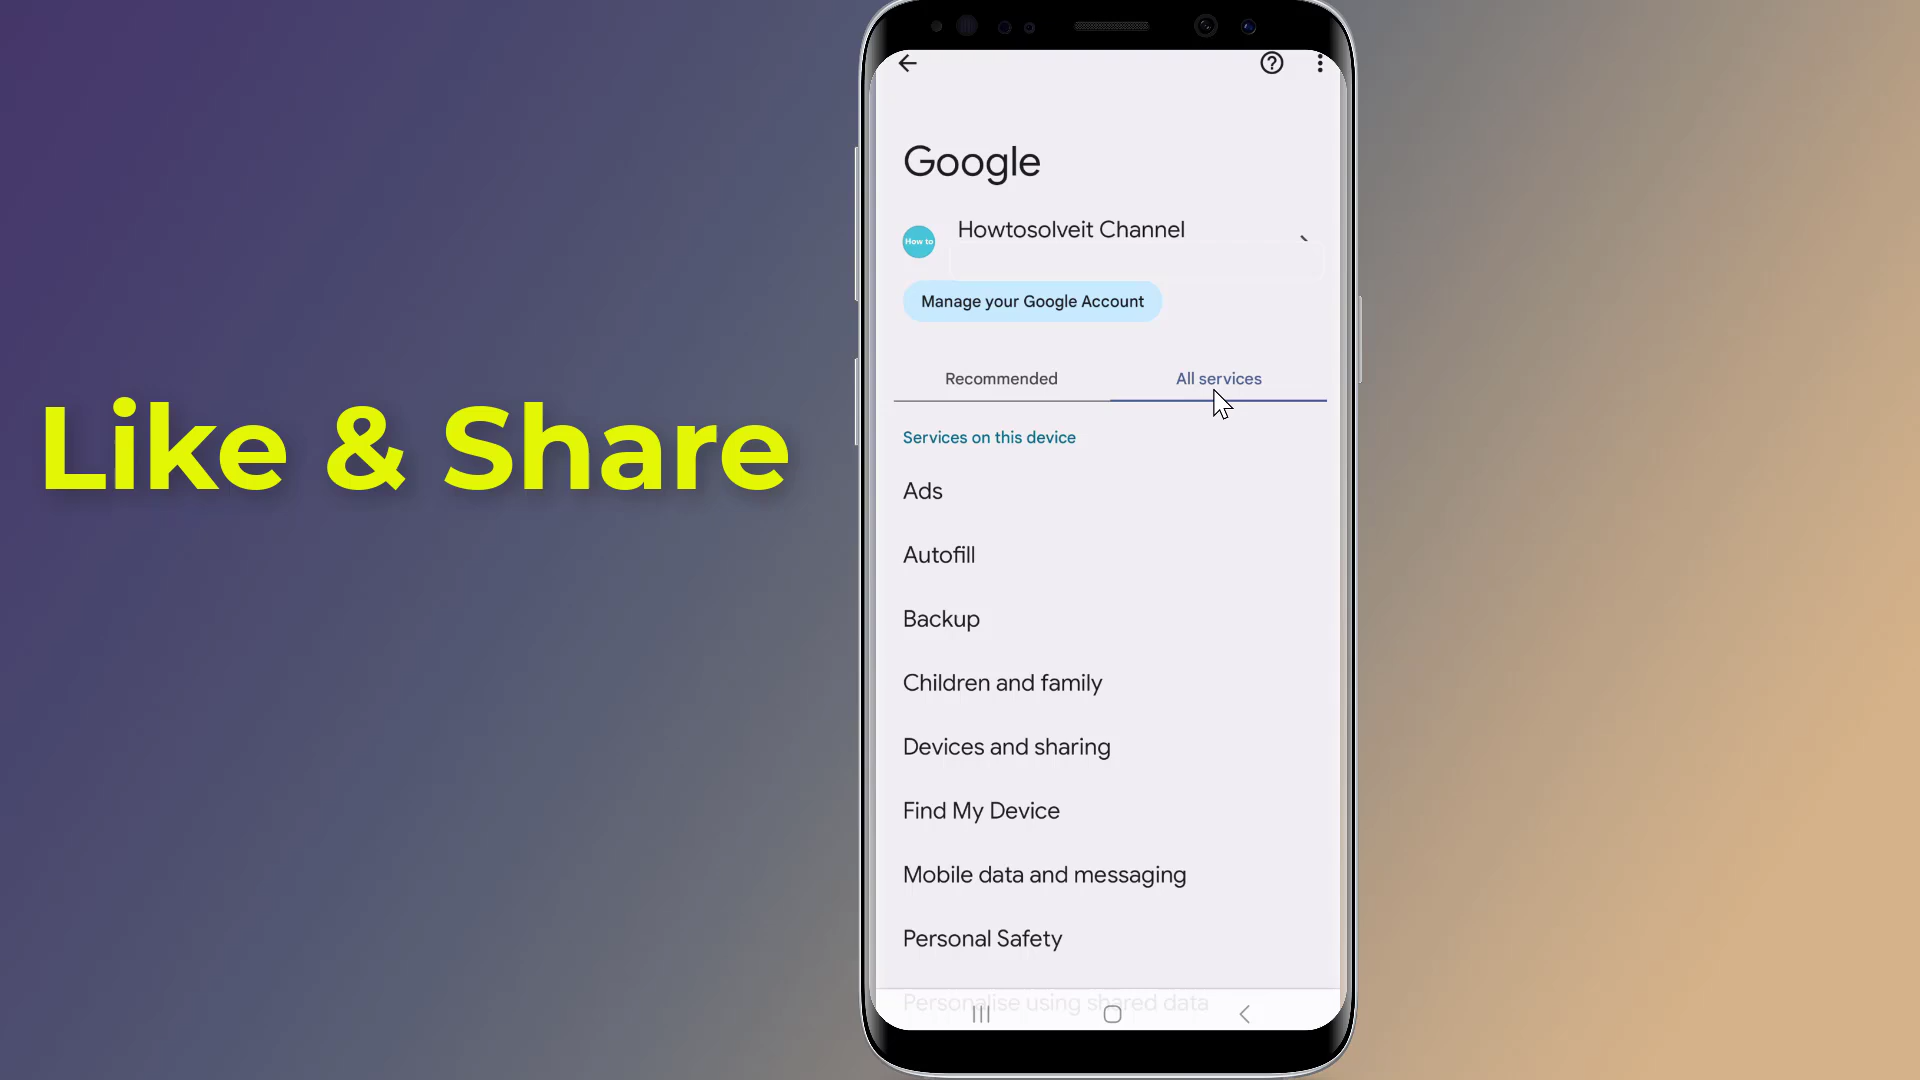 Like & Share
Google
How to
Howtosolveit Channel
Manage your Google Account
Recommended
All services
Services on this device
Ads
Autofill
Backup
Children and family
Devices and sharing
Find My Device
Mobile data and messaging
Personal Safety
Personalise using shared data